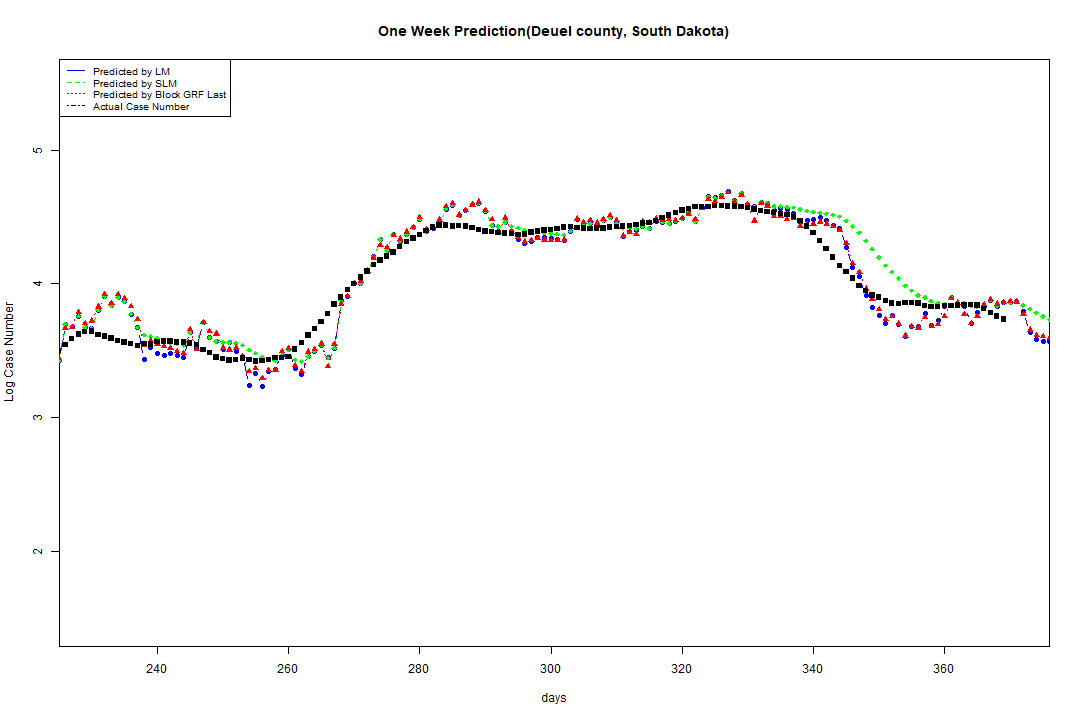 One Week Prediction(Deuel county, South Dakota)
Predicted by LM
Predicted by SLM
Predicted by Block GRF Last
Actual Case Number
5
4
3
2
Log Case Number
240 260 280 300 320 340 360
days